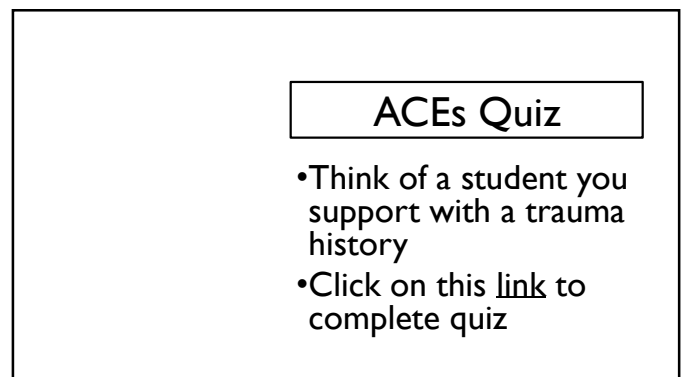 ACEs Quiz
•Think of a student you
support with a trauma
history
•Click on this link to
complete quiz